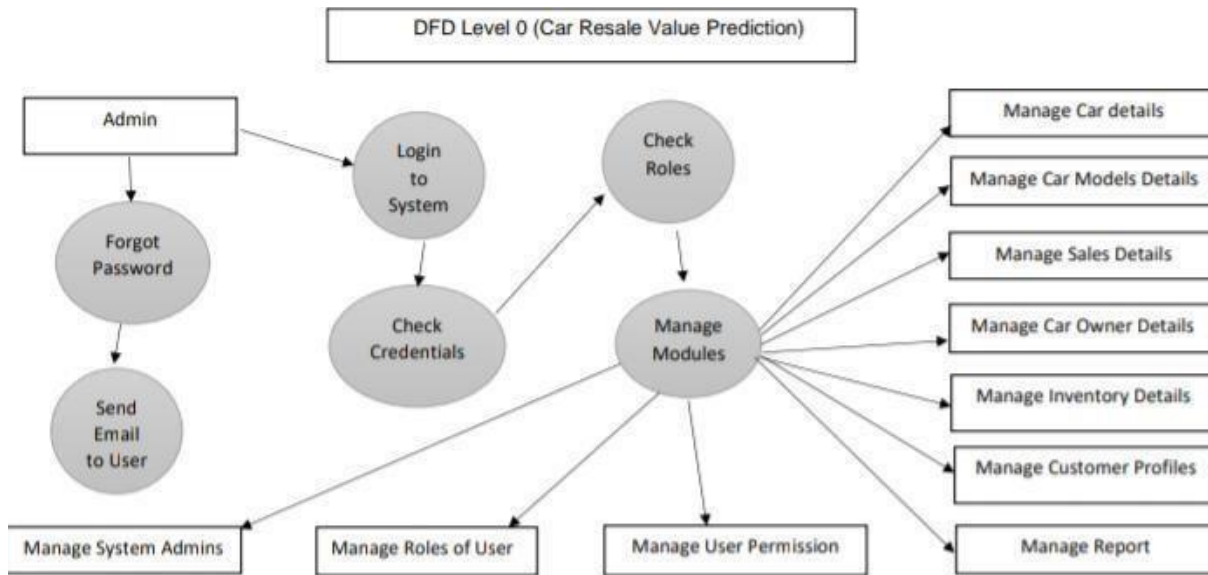 DFD Level 0 (Car Resale Value Prediction)
Admin
Login
to
System
Check
Roles
Manage Car details
Manage Car Models Details
Forgot
Password
Manage Sales Details
Check
Credentials
Manage
Modules
Manage Car Owner Details
Manage Inventory Details
Send
Email
to User
Manage Customer Profiles
Manage System Admins
Manage Roles of User
Manage User Permission
Manage Report